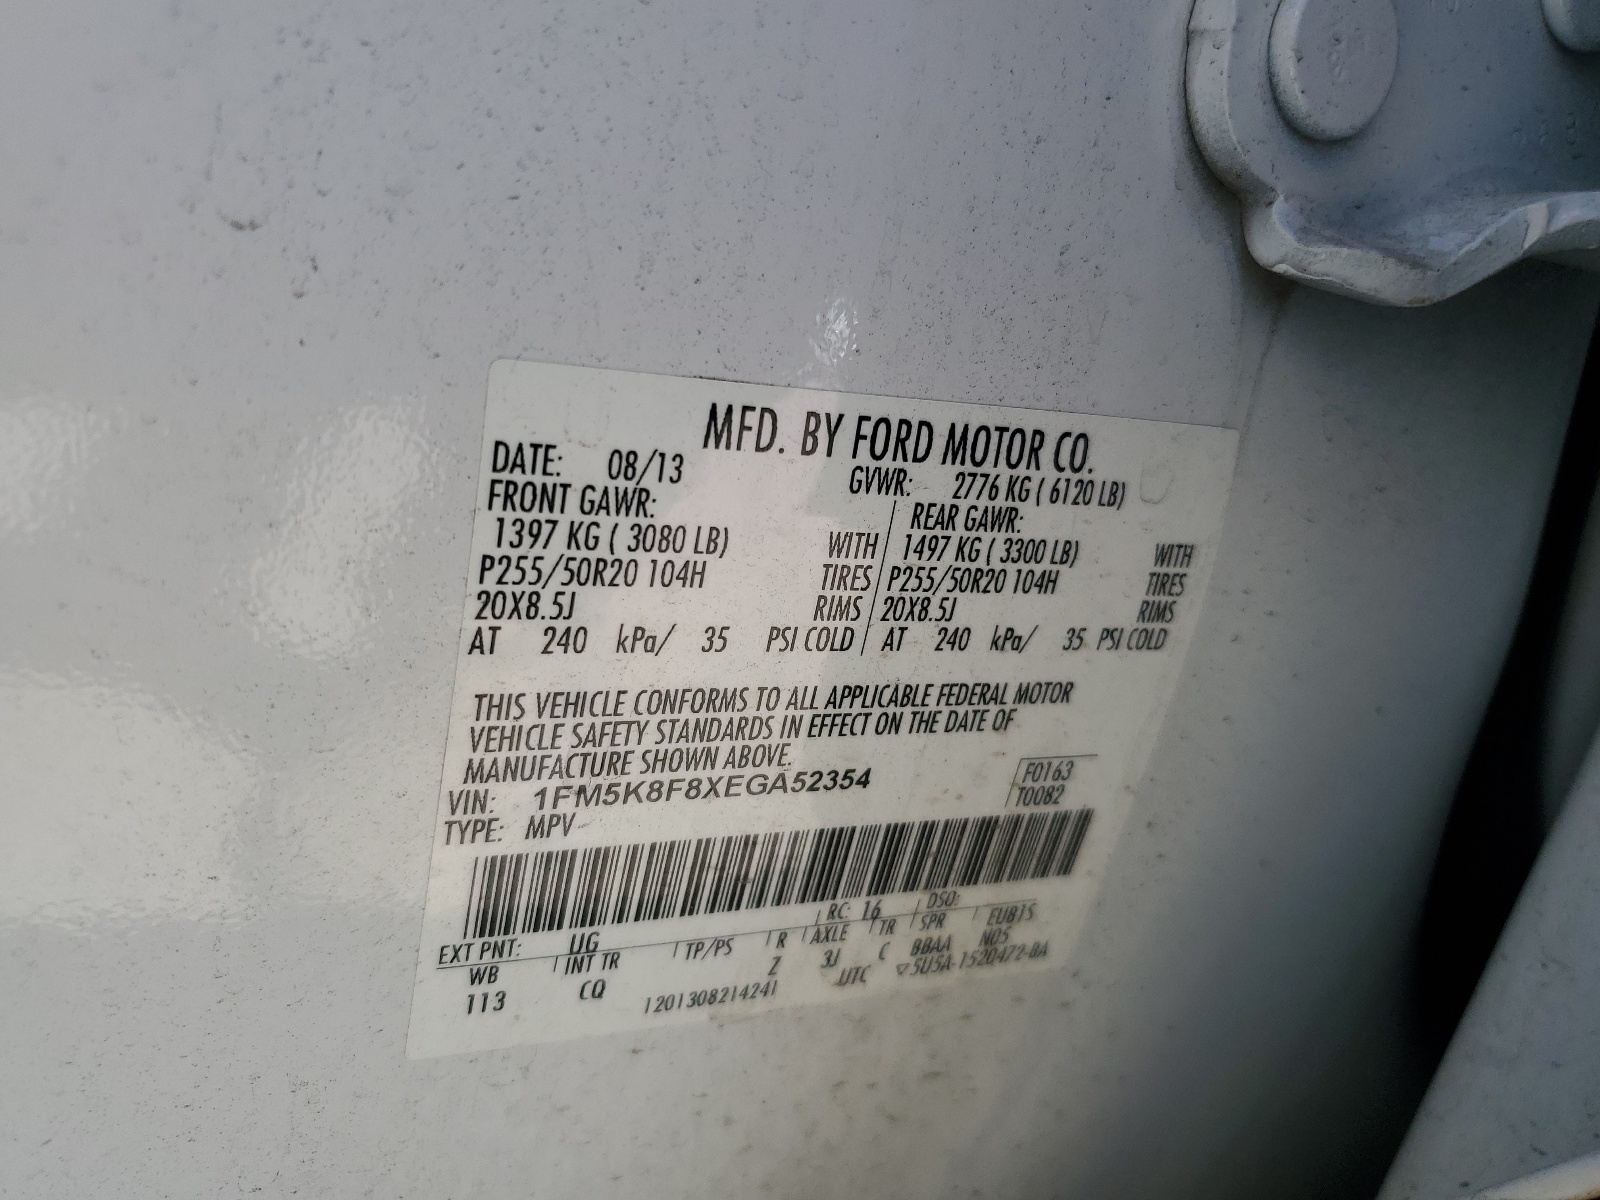 MFD. BY FORD MOTOR CO.
DATE: 08/13 GVWR: 2776 KG ( 6120 LB)
FRONT GAWR: REAR GAWR:
1397 KG ( 3080 LB) WITH 1497 KG ( 3300 LB) WITH
P255/50R20 104H TIRES P255/50R20 104H TIRES
20X8.5J RIMS 20X8.5J RIMS
AT 240 kPa/ 35 PSI COLD AT 240 kPa/ 35 PSI COLD
THIS VEHICLE CONFORMS TO ALL APPLICABLE FEDERAL MOTOR
VEHICLE SAFETY STANDARDS IN EFFECT ON THE DATE OF
MANUFACTURE SHOWN ABOVE.
VIN: 1FM5K8F8XEGA52354 F0163
TYPE: MPV T0082
RC: 16 DSO:
EXT PNT: UG EU815
WB INT TR TP/PS R AXLE TR SPR N05
113 CQ Z 3J C BBAA
1201308214241 UTC ▽5U5A-1520472-BA